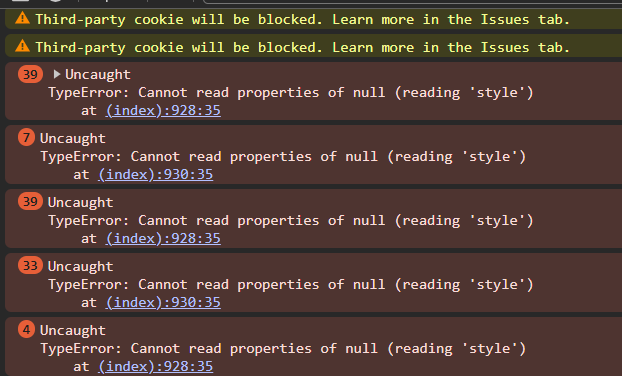 Third-party cookie will be blocked. Learn more in the Issues tab.
Third-party cookie will be blocked. Learn more in the Issues tab.
39 Uncaught
TypeError: Cannot read properties of null (reading 'style')
at (index):928:35
7 Uncaught
TypeError: Cannot read properties of null (reading 'style')
at (index):930:35
39 Uncaught
TypeError: Cannot read properties of null (reading 'style')
at (index):928:35
33 Uncaught
TypeError: Cannot read properties of null (reading 'style')
at (index):930:35
4 Uncaught
TypeError: Cannot read properties of null (reading 'style')
at (index):928:35